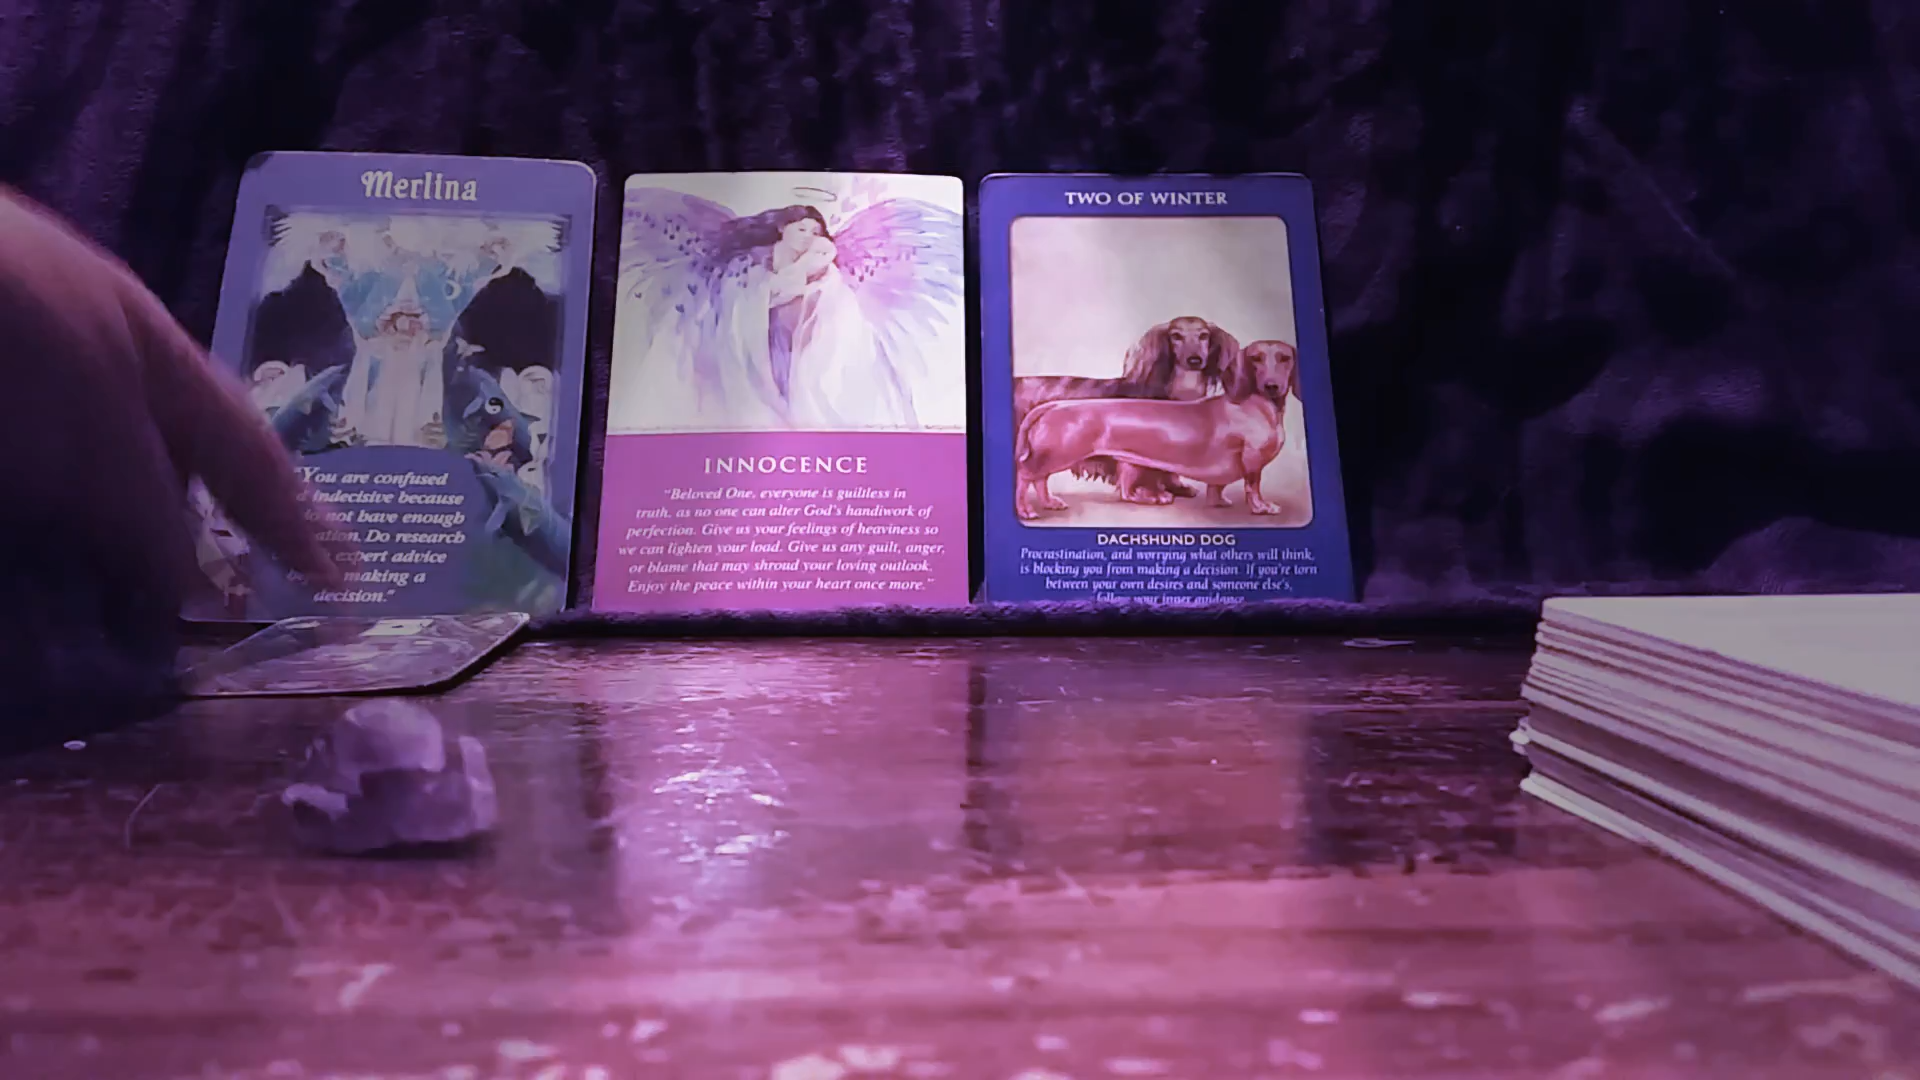 Merlina
"You are confused
indecisive because
not have enough
Do research
expert advice
making a
decision."
INNOCENCE
"Beloved One, everyone is guiltless in
truth, as no one can alter God's handiwork of
perfection. Give us your feelings of heaviness so
we can lighten your load. Give us any guilt, anger,
or blame that may shroud your loving outlook.
Enjoy the peace within your heart once more."
TWO OF WINTER
DACHSHUND DOG
Procrastination, and worrying what others will think,
is blocking you from making a decision. If you're torn
between your own desires and someone else's,
follow your inner guidance.